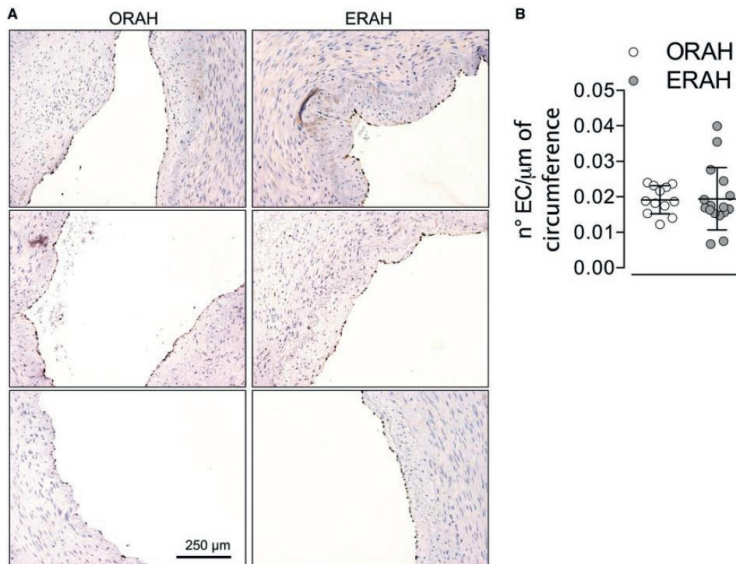 A
ORAH
ERAH
250 µm
B
ORAH
ERAH
n° EC/µm of
circumference
0.05
0.04
0.03
0.02
0.01
0.00